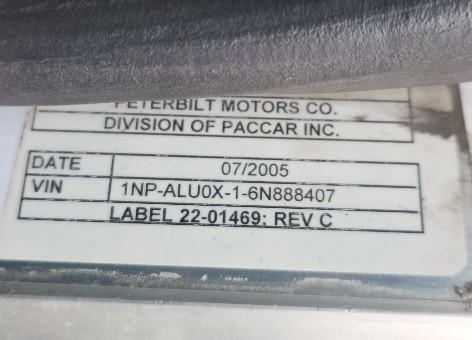 PETERBILT MOTORS CO.
DIVISION OF PACCAR INC.
DATE 07/2005
VIN 1NP-ALU0X-1-6N888407
LABEL 22-01469: REV C